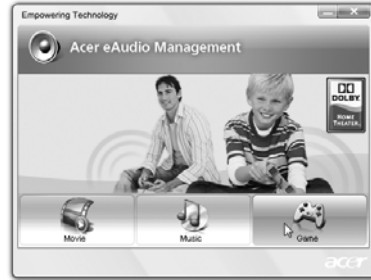 Empowering Technology
Acer eAudio Management
DOLBY
HOME
THEATER
Movie
Music
Game
acer